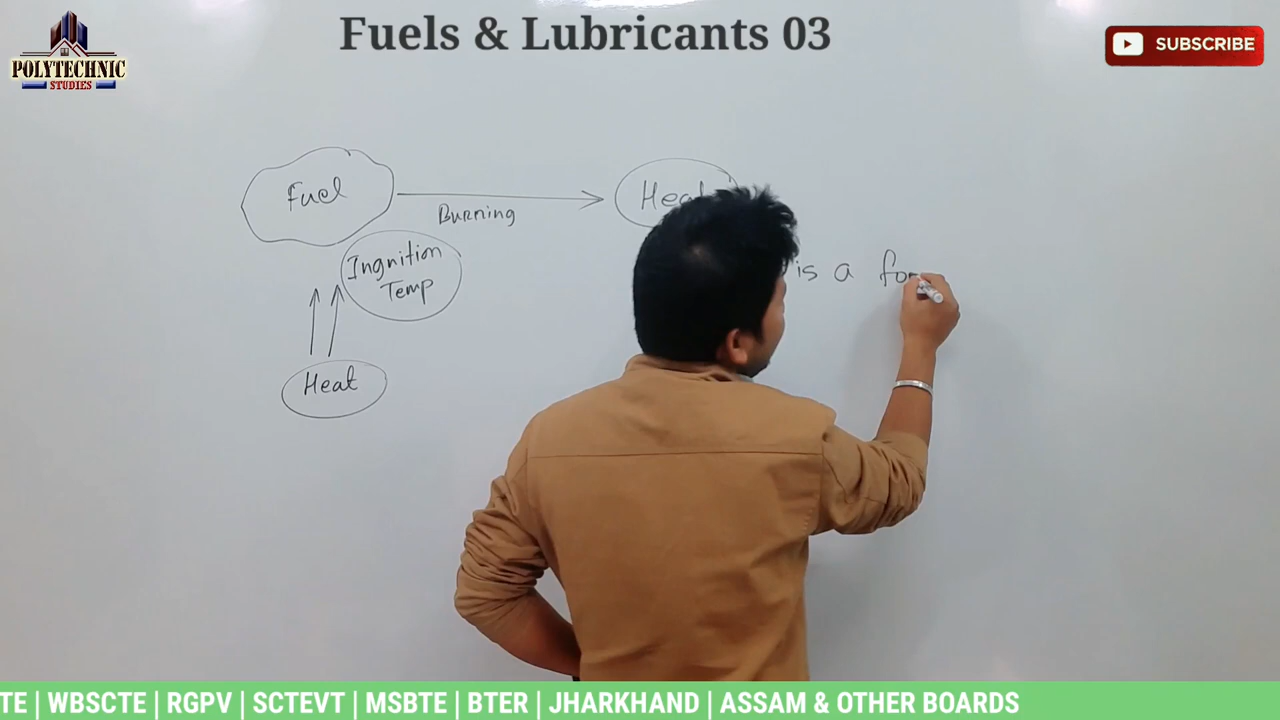 Fuels & Lubricants 03
POLYTECHNIC
STUDIES
SUBSCRIBE
Fuel
Burning
Ingnition
Temp
Heat
is a
TE | WBSCTE | RGPV | SCTEVT | MSBTE | BTER | JHARKHAND | ASSAM & OTHER BOARDS